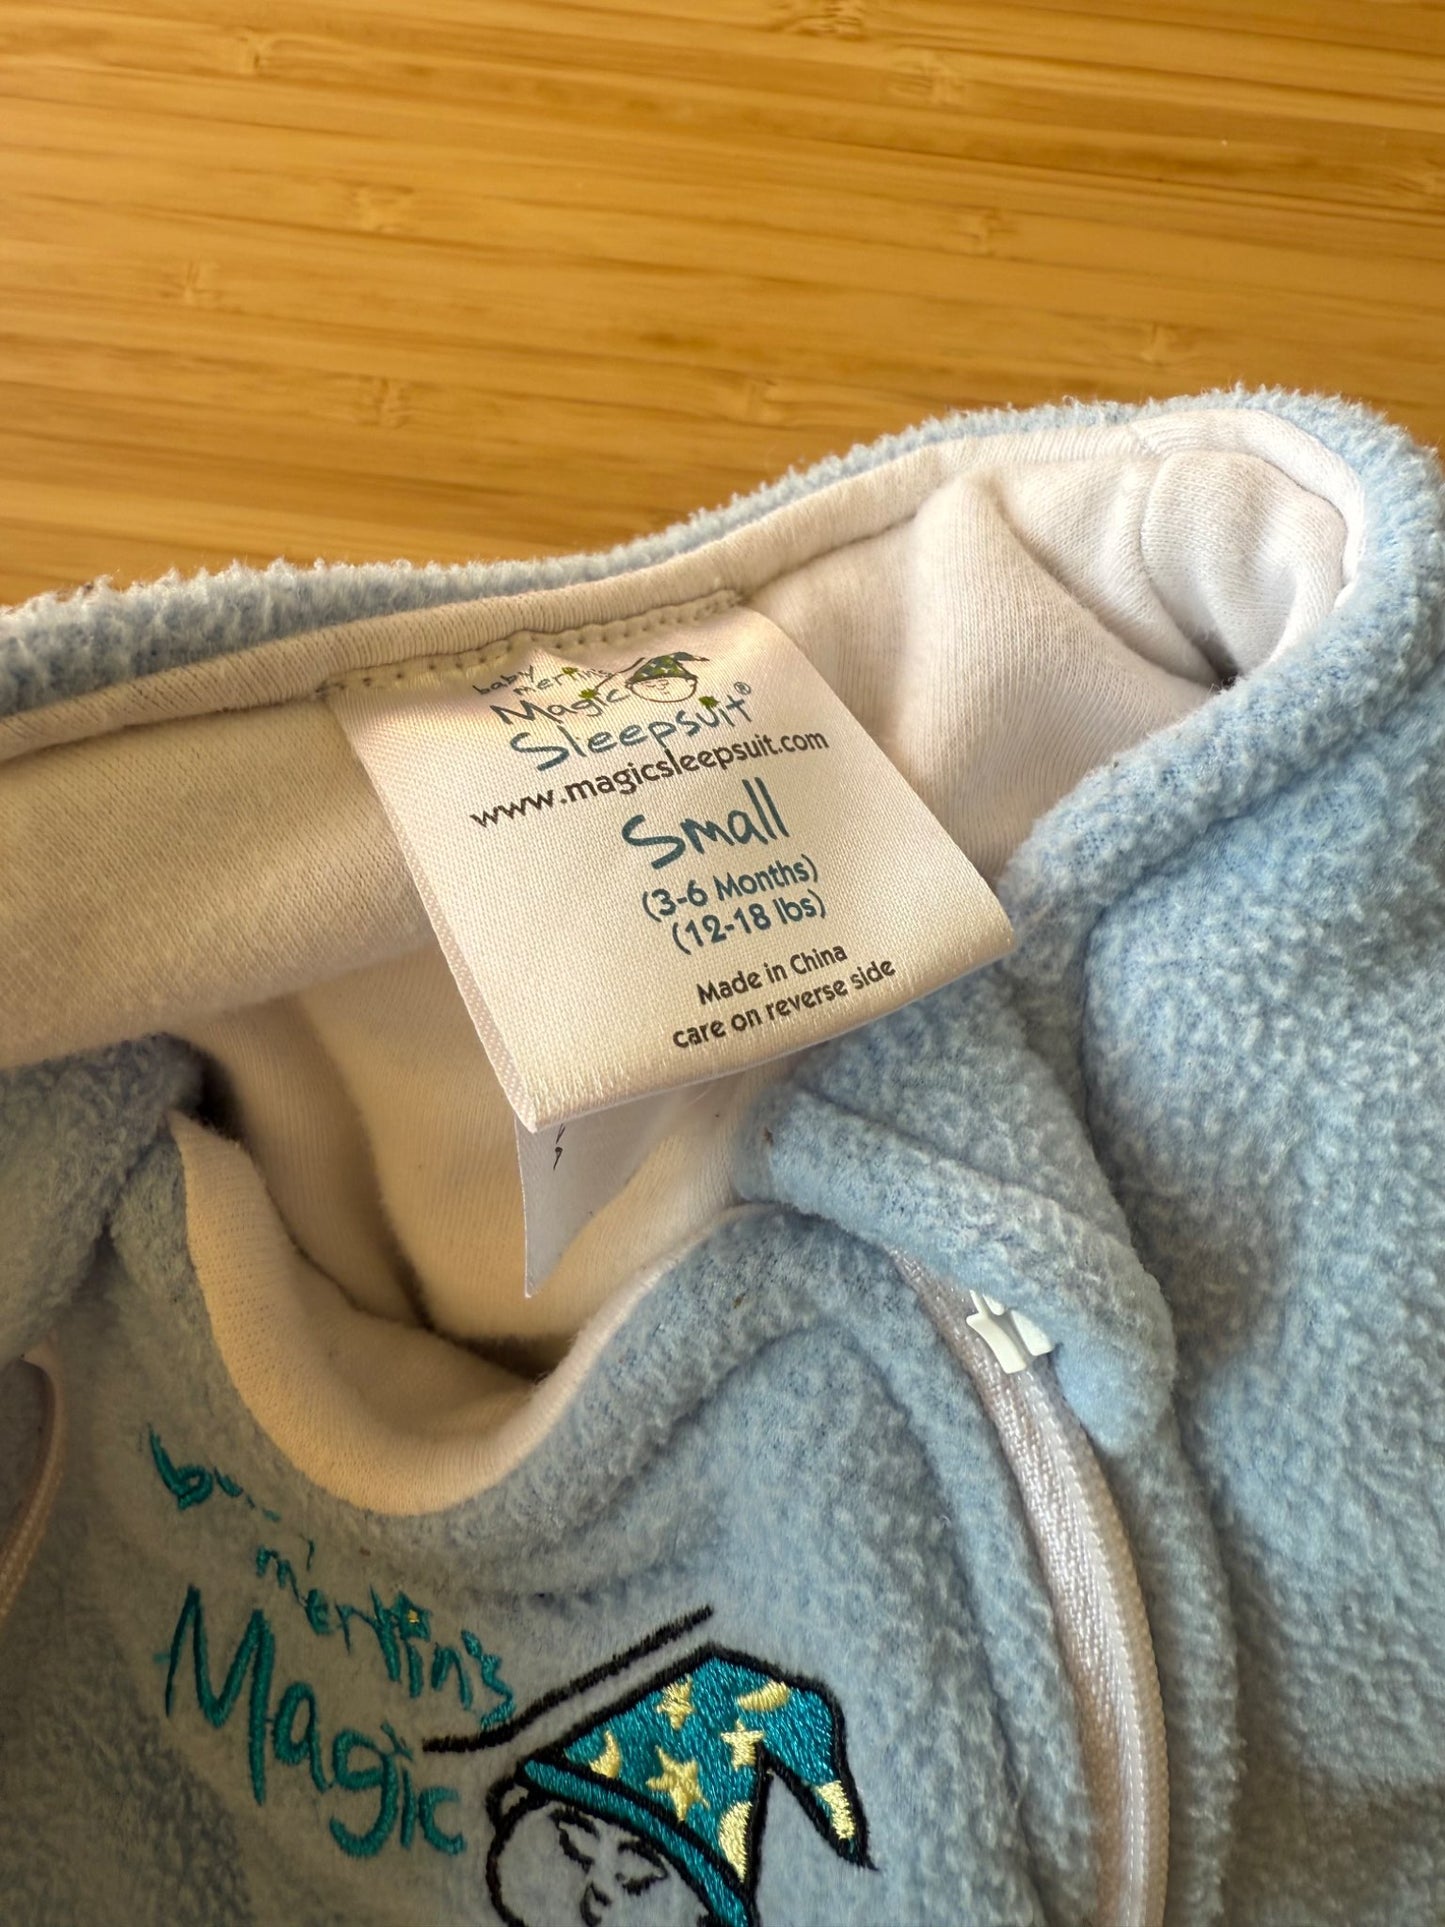 baby
merlin's
Magic
Sleepsuit®
www.magicsleepsuit.com
Small
(3-6 Months)
(12-18 lbs)
Made in China
care on reverse side
merlin's
Magic